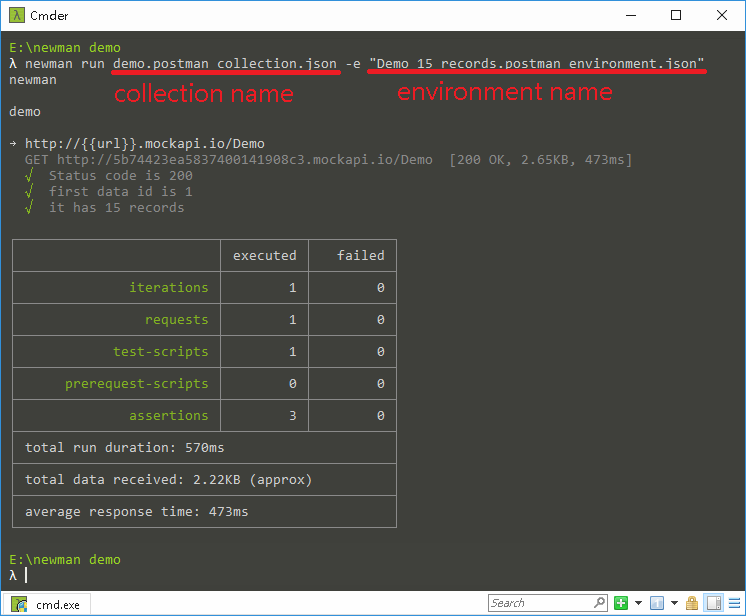 Cmder
E:\newman demo
λ newman run demo.postman_collection.json -e "Demo 15 records.postman_environment.json"
collection name environment name
newman
demo
→ http://{{url}}.mockapi.io/Demo
GET http://5b74423ea5837400141908c3.mockapi.io/Demo [200 OK, 2.65KB, 473ms]
√ Status code is 200
√ first data id is 1
√ it has 15 records
executed failed
iterations 1 0
requests 1 0
test-scripts 1 0
prerequest-scripts 0 0
assertions 3 0
total run duration: 570ms
total data received: 2.22KB (approx)
average response time: 473ms
E:\newman demo
λ
cmd.exe Search